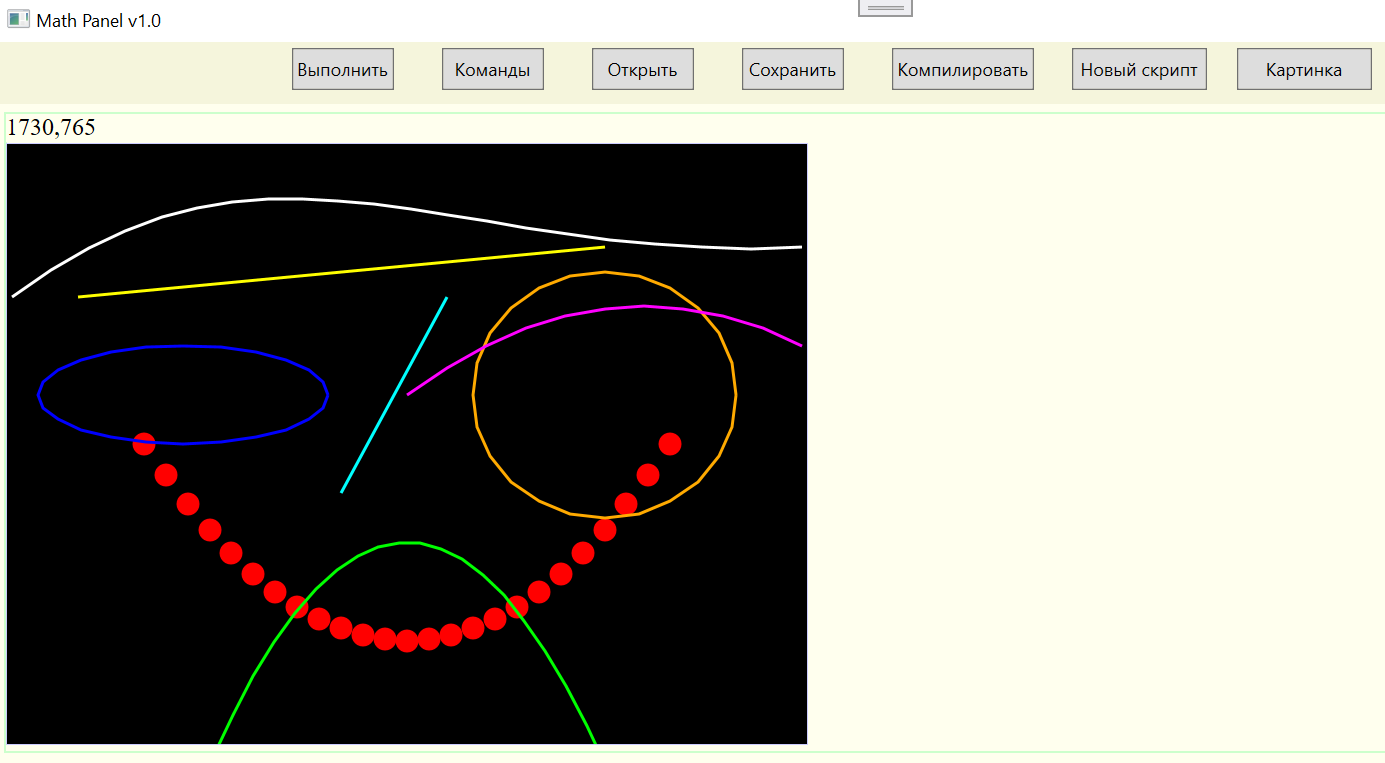 Math Panel v1.0
Выполнить Команды Открыть Сохранить Компилировать Новый скрипт Картинка
1730,765